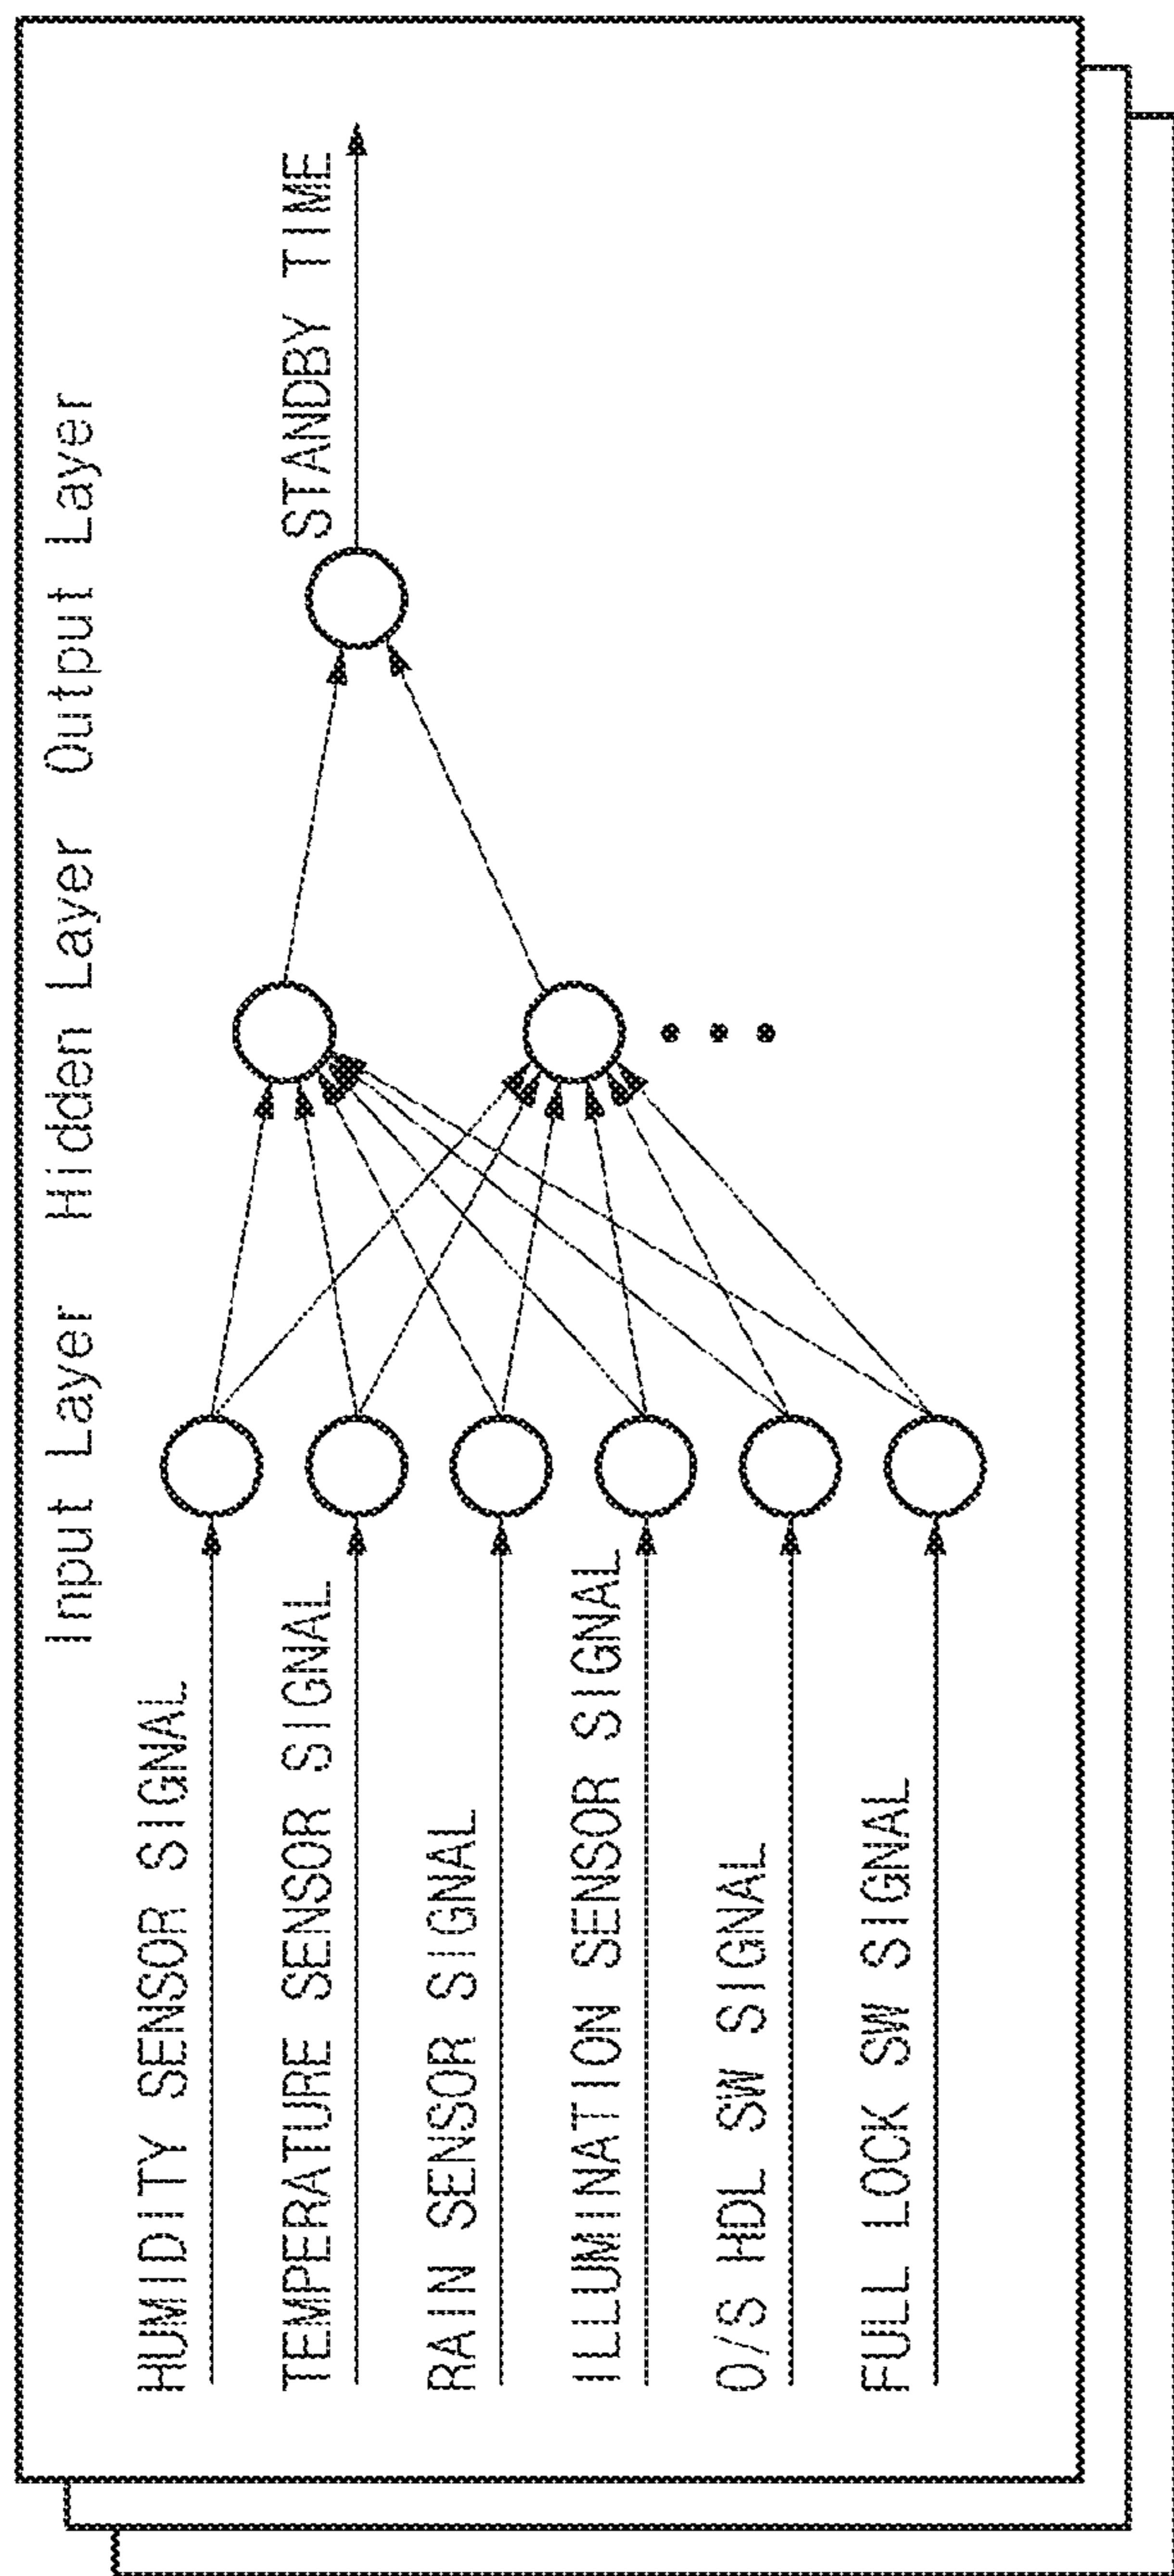 Input Layer
Hidden Layer
Output Layer
HUMIDITY SENSOR SIGNAL
TEMPERATURE SENSOR SIGNAL
STANDBY TIME
RAIN SENSOR SIGNAL
ILLUMINATION SENSOR SIGNAL
O/S HDL SW SIGNAL
FULL LOCK SW SIGNAL